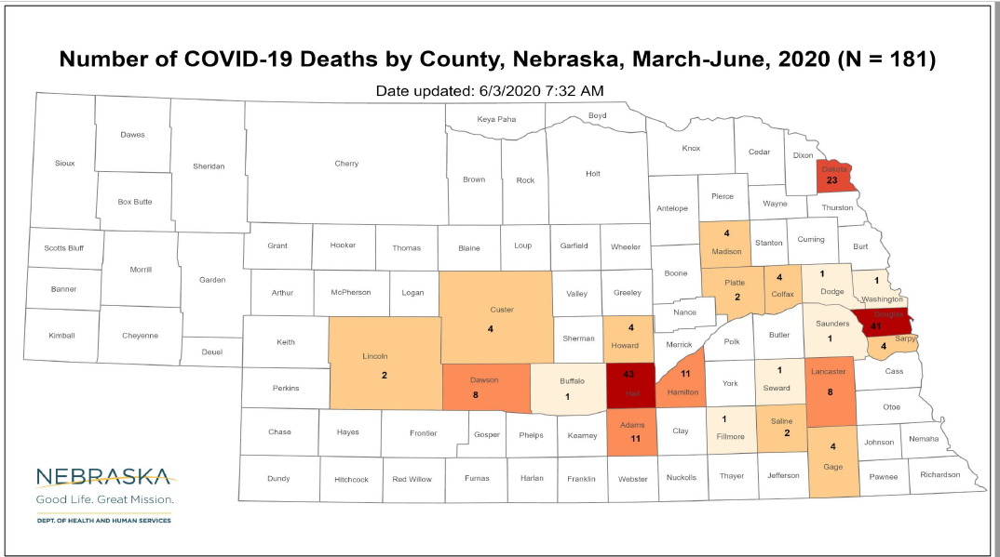 Number of COVID-19 Deaths by County, Nebraska, March-June, 2020 (N = 181)
Date updated: 6/3/2020 7:32 AM
Keya Paha
Boyd
Dawes
Sioux
Sheridan
Cherry
Brown
Rock
Holt
Knox
Cedar
Dixon
Dakota
23
Box Butte
Antelope
Pierce
Wayne
Thurston
Scotts Bluff
Morrill
Garden
Grant
Hooker
Thomas
Blaine
Loup
Garfield
Wheeler
4
Madison
Stanton
Cuming
Burt
Banner
Arthur
McPherson
Logan
Custer
4
Valley
Greeley
Boone
Platte
2
4
Colfax
1
Dodge
1
Washington
Kimball
Cheyenne
Deuel
Keith
Lincoln
2
Sherman
4
Howard
Nance
Merrick
Polk
Butler
Saunders
1
Douglas
41
Sarpy
4
Perkins
Dawson
8
Buffalo
1
43
Hall
11
Hamilton
York
1
Seward
Lancaster
8
Cass
Otoe
Chase
Hayes
Frontier
Gosper
Phelps
Kearney
Adams
11
Clay
1
Fillmore
Saline
2
4
Gage
Johnson
Nemaha
Dundy
Hitchcock
Red Willow
Furnas
Harlan
Franklin
Webster
Nuckolls
Thayer
Jefferson
Pawnee
Richardson
NEBRASKA
Good Life. Great Mission.
DEPT. OF HEALTH AND HUMAN SERVICES